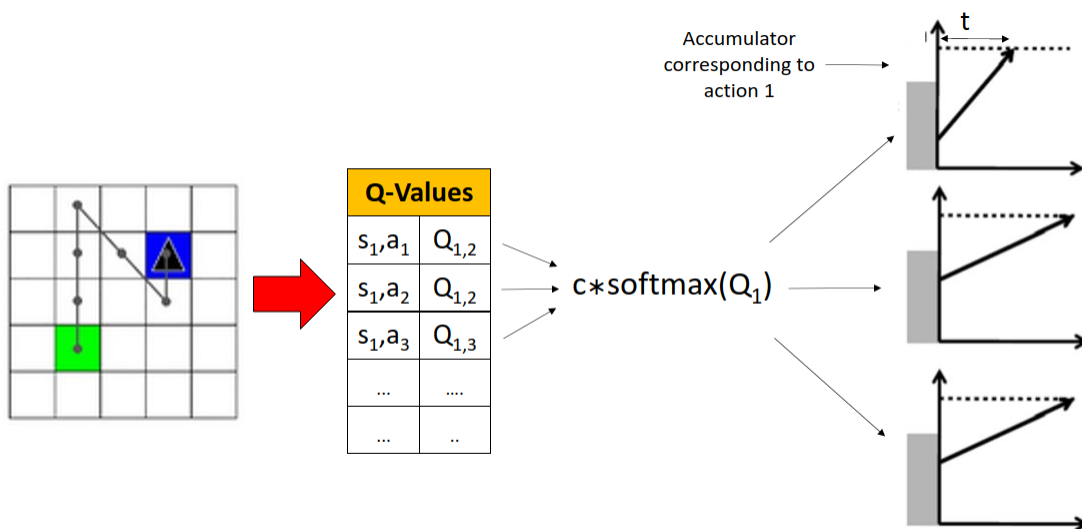 Accumulator
corresponding to
action 1
t
Q-Values
s1,a1 Q1,2
s1,a2 Q1,2
s1,a3 Q1,3
... ....
... ..
c*softmax(Q1)